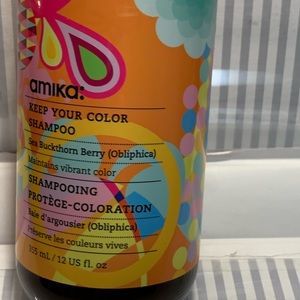 amika:
KEEP YOUR COLOR
SHAMPOO
Sea Buckthorn Berry (Obliphica)
Maintains vibrant color
SHAMPOOING
PROTÈGE-COLORATION
Baie d'argousier (Obliphica)
Préserve les couleurs vives
355 mL / 12 US fl. oz